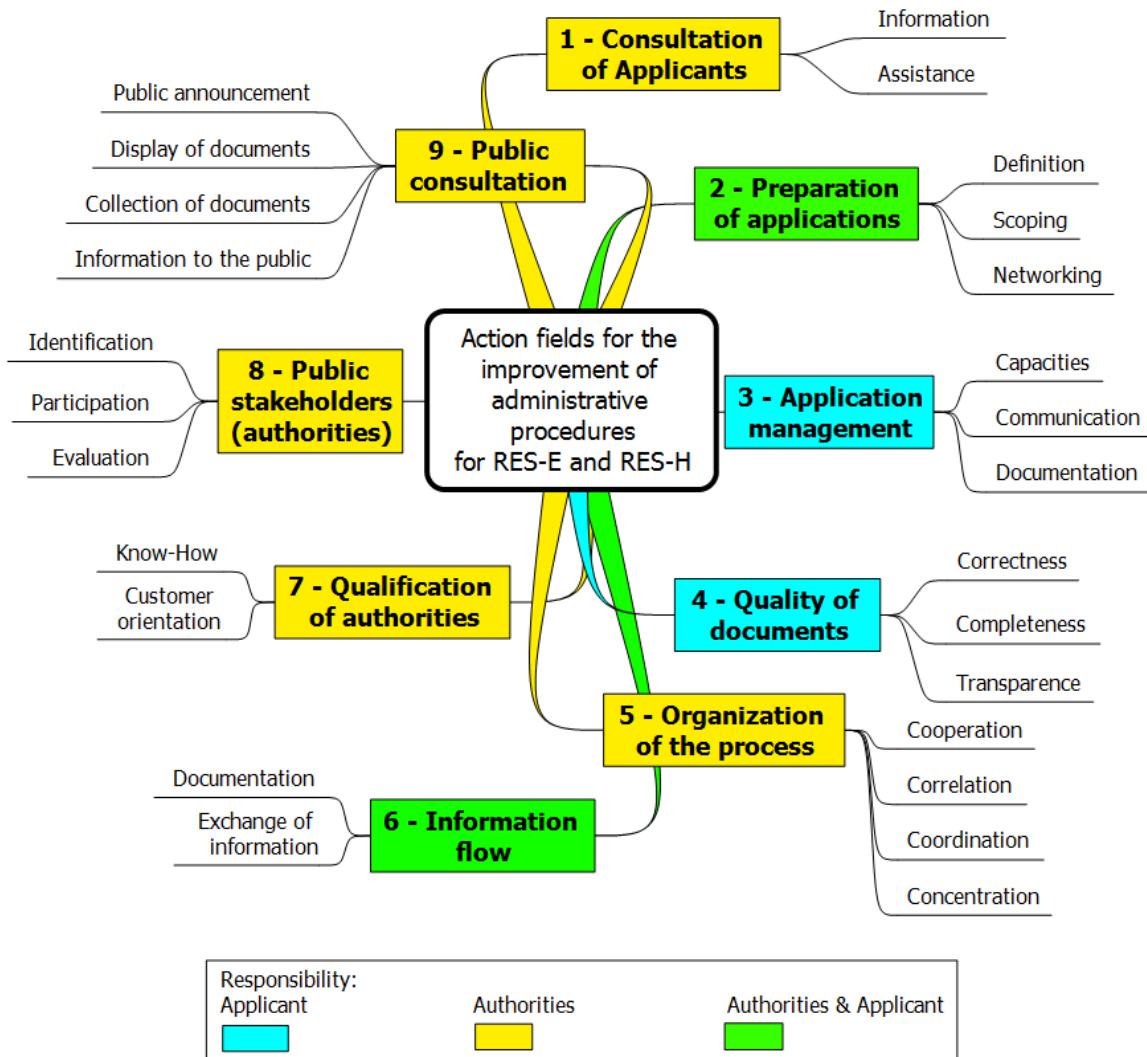 1 - Consultation
of Applicants
Information
Assistance
9 - Public
consultation
Public announcement
Display of documents
Collection of documents
Information to the public
2 - Preparation
of applications
Definition
Scoping
Networking
Action fields for the
improvement of
administrative
procedures
for RES-E and RES-H
8 - Public
stakeholders
(authorities)
Identification
Participation
Evaluation
3 - Application
management
Capacities
Communication
Documentation
7 - Qualification
of authorities
Know-How
Customer
orientation
4 - Quality of
documents
Correctness
Completeness
Transparence
5 - Organization
of the process
Cooperation
Correlation
Coordination
Concentration
6 - Information
flow
Documentation
Exchange of
information
Responsibility:
Applicant
Authorities
Authorities & Applicant